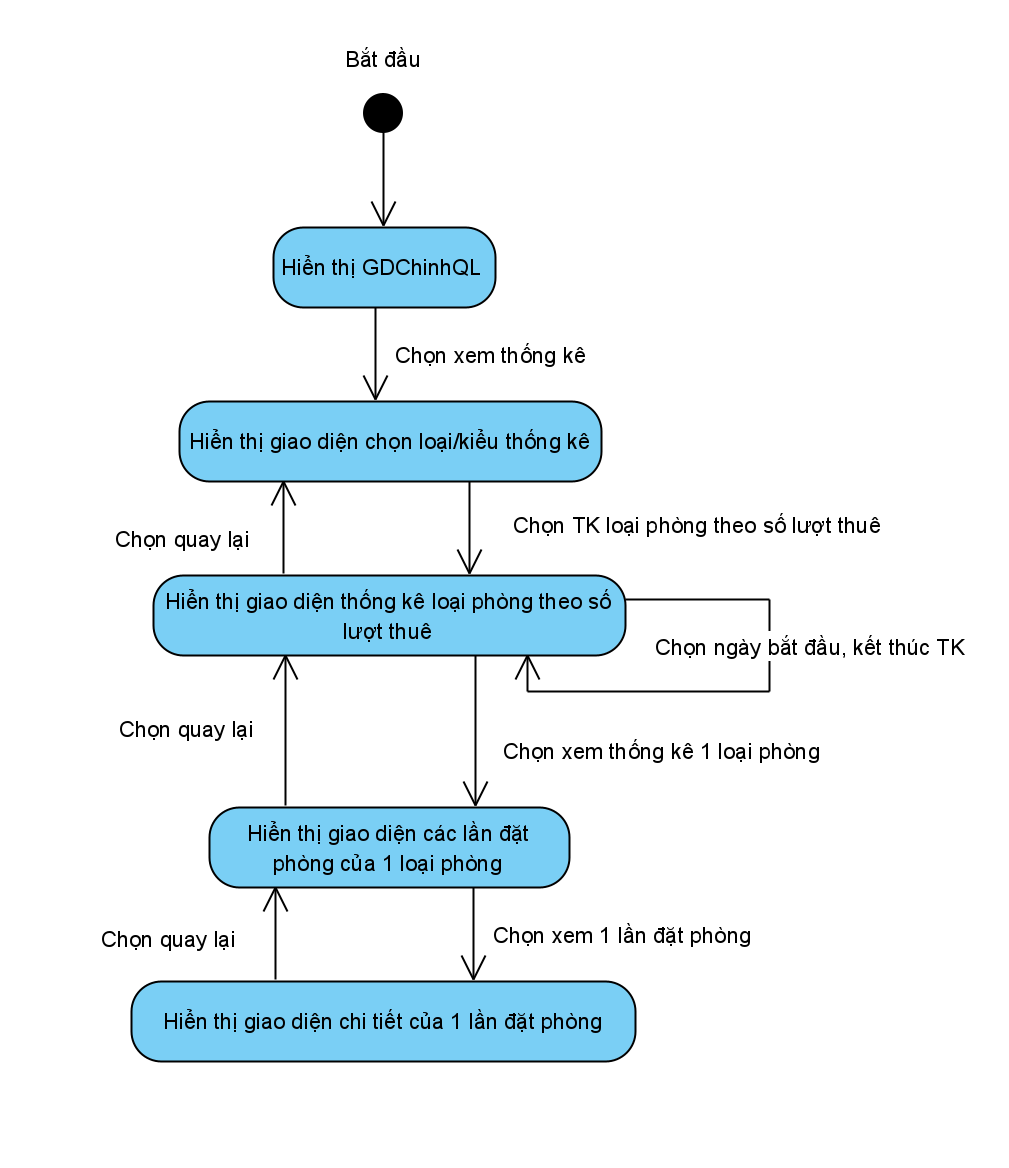 Bắt đầu
Hiển thị GDChinhQL
Chọn xem thống kê
Hiển thị giao diện chọn loại/kiểu thống kê
Chọn quay lại
Chọn TK loại phòng theo số lượt thuê
Hiển thị giao diện thống kê loại phòng theo số
lượt thuê
Chọn ngày bắt đầu, kết thúc TK
Chọn quay lại
Chọn xem thống kê 1 loại phòng
Hiển thị giao diện các lần đặt
phòng của 1 loại phòng
Chọn quay lại
Chọn xem 1 lần đặt phòng
Hiển thị giao diện chi tiết của 1 lần đặt phòng